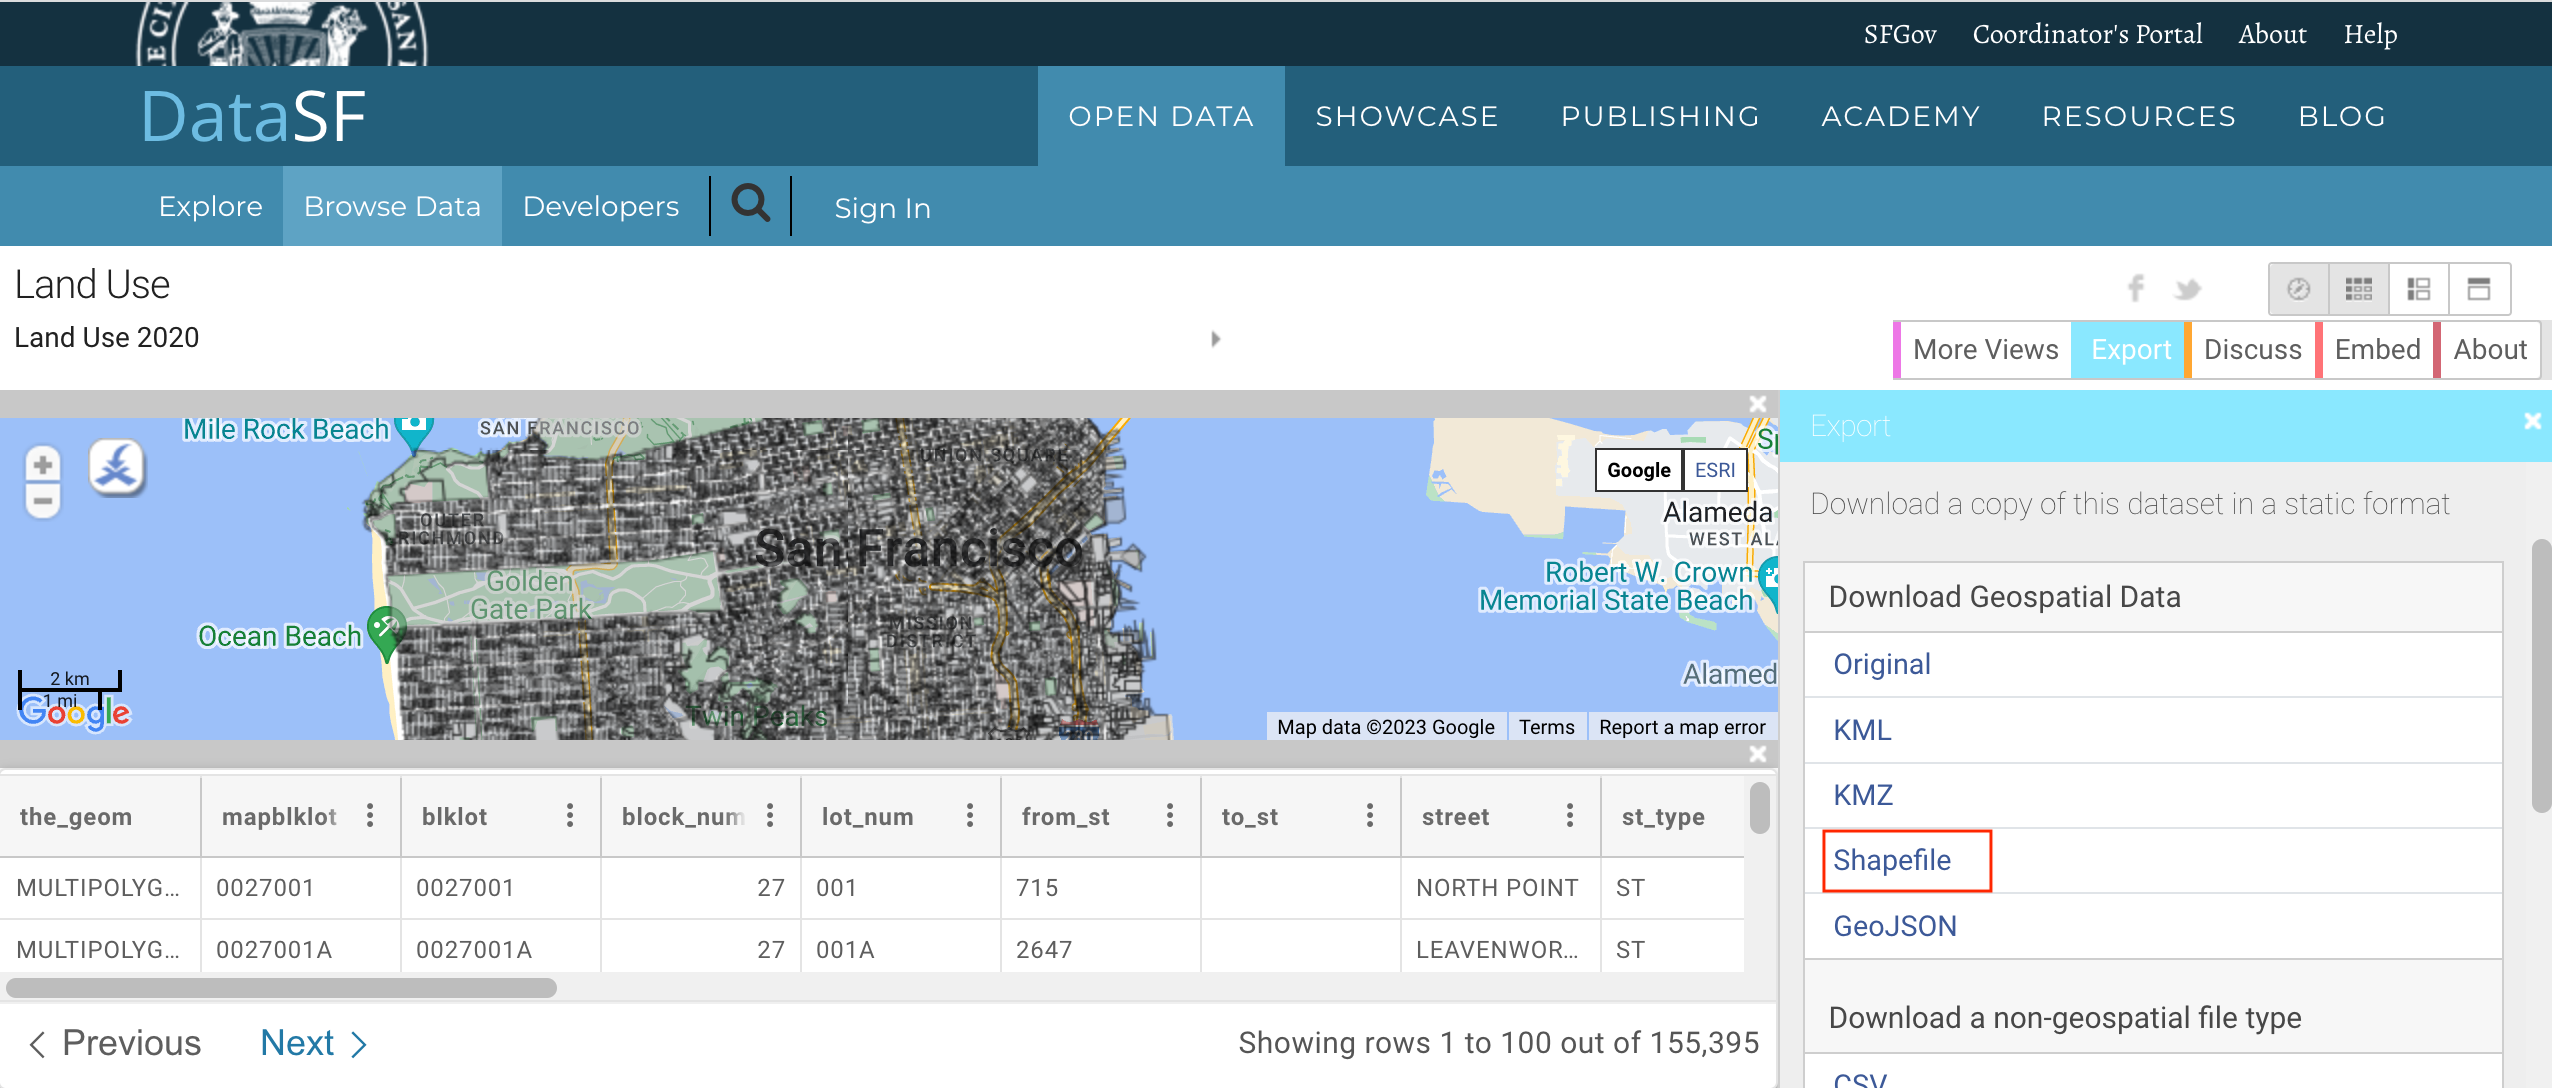 SFGov Coordinator's Portal About Help
DataSF
OPEN DATA SHOWCASE PUBLISHING ACADEMY RESOURCES BLOG
Explore Browse Data Developers Sign In
Land Use
Land Use 2020
More Views Export Discuss Embed About
Mile Rock Beach
SAN FRANCISCO
UNION SQUARE
OUTER
RICHMOND
San Francisco
Golden
Gate Park
MISSION
DISTRICT
Ocean Beach
Twin Peaks
2 km
1 mi
Google
Google ESRI
Alameda
Robert W. Crown
Memorial State Beach
Map data ©2023 Google Terms Report a map error
the_geom mapblklot blklot block_num lot_num from_st to_st street st_type
MULTIPOLYG... 0027001 0027001 27 001 715 NORTH POINT ST
MULTIPOLYG... 0027001A 0027001A 27 001A 2647 LEAVENWOR... ST
Previous Next
Showing rows 1 to 100 out of 155,395
Export
Download a copy of this dataset in a static format
Download Geospatial Data
Original
KML
KMZ
Shapefile
GeoJSON
Download a non-geospatial file type
CSV